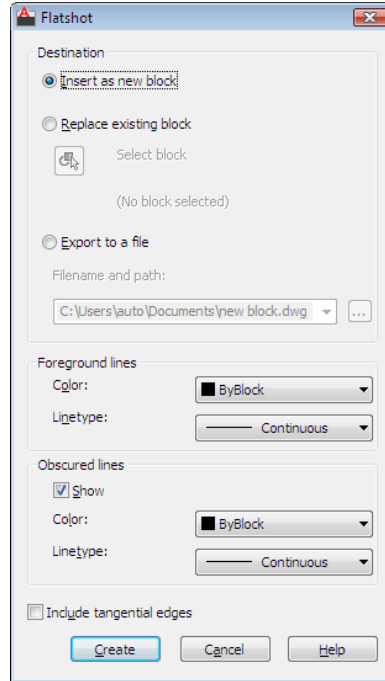 Flatshot
Destination
Insert as new block
Replace existing block
Select block
(No block selected)
Export to a file
Filename and path:
C:\Users\auto\Documents\new block.dwg
...
Foreground lines
Color:
ByBlock
Linetype:
Continuous
Obscured lines
Show
Color:
ByBlock
Linetype:
Continuous
Include tangential edges
Create Cancel Help